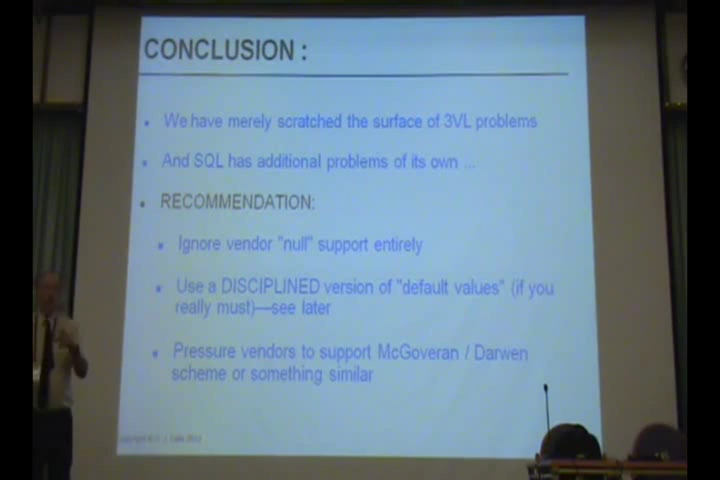 CONCLUSION :
• We have merely scratched the surface of 3VL problems
• And SQL has additional problems of its own ...
• RECOMMENDATION:
• Ignore vendor "null" support entirely
• Use a DISCIPLINED version of "default values" (if you
really must)—see later
• Pressure vendors to support McGoveran / Darwen
scheme or something similar